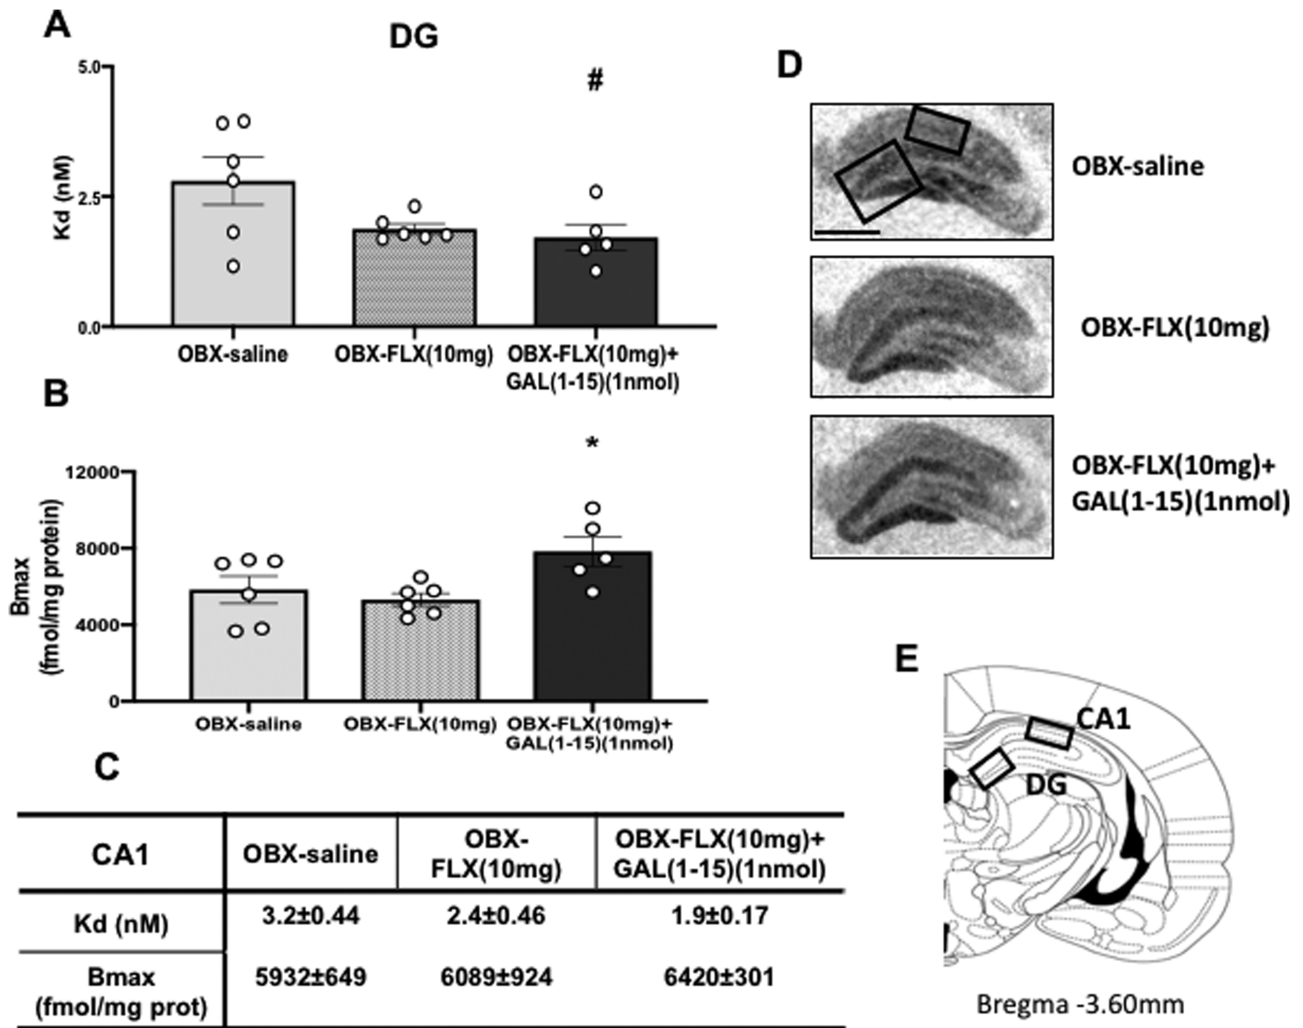 A
DG
#
5.0
2.5
0.0
Kd (nM)
OBX-saline
OBX-FLX(10mg)
OBX-FLX(10mg)+
GAL(1-15)(1nmol)
B
*
12000
8000
4000
0
Bmax
(fmol/mg protein)
OBX-saline
OBX-FLX(10mg)
OBX-FLX(10mg)+
GAL(1-15)(1nmol)
C
CA1
OBX-saline
OBX-
FLX(10mg)
OBX-FLX(10mg)+
GAL(1-15)(1nmol)
Kd (nM)
3.2±0.44
2.4±0.46
1.9±0.17
Bmax
(fmol/mg prot)
5932±649
6089±924
6420±301
D
OBX-saline
OBX-FLX(10mg)
OBX-FLX(10mg)+
GAL(1-15)(1nmol)
E
CA1
DG
Bregma -3.60mm